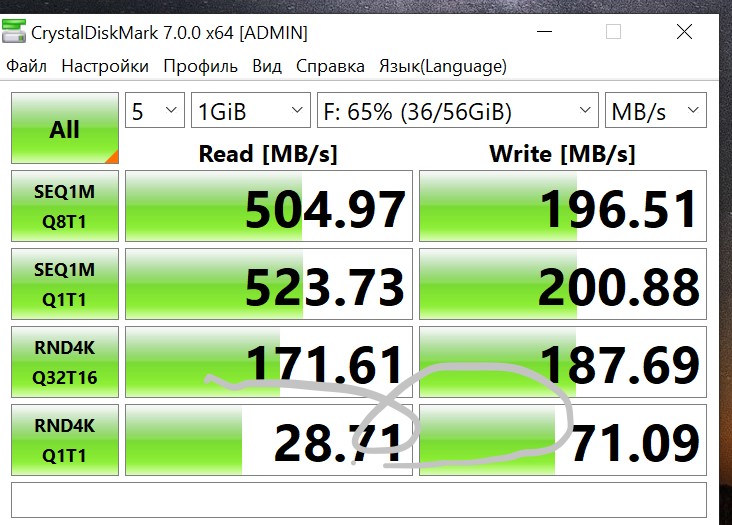 CrystalDiskMark 7.0.0 x64 [ADMIN]
Файл Настройки Профиль Вид Справка Язык(Language)
All 5 1GiB F: 65% (36/56GiB) MB/s
Read [MB/s] Write [MB/s]
SEQ1M
Q8T1
504.97 196.51
SEQ1M
Q1T1
523.73 200.88
RND4K
Q32T16
171.61 187.69
RND4K
Q1T1
28.71 71.09